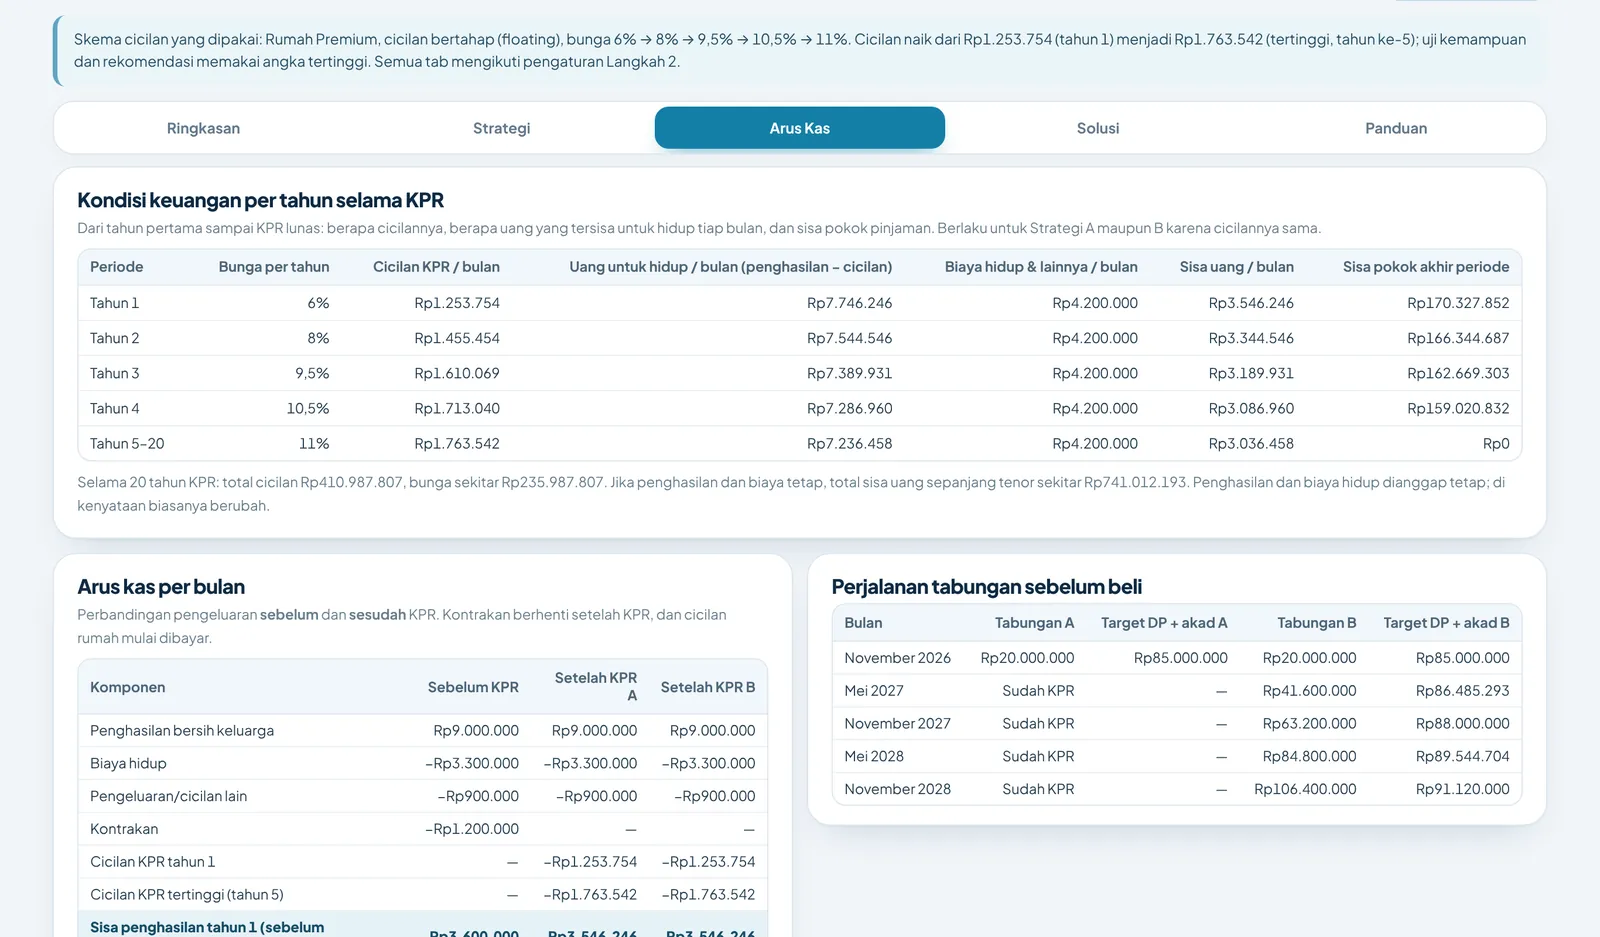 Skema cicilan yang dipakai: Rumah Premium, cicilan bertahap (floating), bunga 6% → 8% → 9,5% → 10,5% → 11%. Cicilan naik dari Rp1.253.754 (tahun 1) menjadi Rp1.763.542 (tertinggi, tahun ke-5); uji kemampuan
dan rekomendasi memakai angka tertinggi. Semua tab mengikuti pengaturan Langkah 2.
Ringkasan Strategi Arus Kas Solusi Panduan
Kondisi keuangan per tahun selama KPR
Dari tahun pertama sampai KPR lunas: berapa cicilannya, berapa uang yang tersisa untuk hidup tiap bulan, dan sisa pokok pinjaman. Berlaku untuk Strategi A maupun B karena cicilannya sama.
Periode Bunga per tahun Cicilan KPR / bulan Uang untuk hidup / bulan (penghasilan – cicilan) Biaya hidup & lainnya / bulan Sisa uang / bulan Sisa pokok akhir periode
Tahun 1 6% Rp1.253.754 Rp7.746.246 Rp4.200.000 Rp3.546.246 Rp170.327.852
Tahun 2 8% Rp1.455.454 Rp7.544.546 Rp4.200.000 Rp3.344.546 Rp166.344.687
Tahun 3 9,5% Rp1.610.069 Rp7.389.931 Rp4.200.000 Rp3.189.931 Rp162.669.303
Tahun 4 10,5% Rp1.713.040 Rp7.286.960 Rp4.200.000 Rp3.086.960 Rp159.020.832
Tahun 5–20 11% Rp1.763.542 Rp7.236.458 Rp4.200.000 Rp3.036.458 Rp0
Selama 20 tahun KPR: total cicilan Rp410.987.807, bunga sekitar Rp235.987.807. Jika penghasilan dan biaya tetap, total sisa uang sepanjang tenor sekitar Rp741.012.193. Penghasilan dan biaya hidup dianggap tetap; di
kenyataan biasanya berubah.
Arus kas per bulan
Perbandingan pengeluaran sebelum dan sesudah KPR. Kontrakan berhenti setelah KPR, dan cicilan
rumah mulai dibayar.
Komponen Sebelum KPR Setelah KPR A Setelah KPR B
Penghasilan bersih keluarga Rp9.000.000 Rp9.000.000 Rp9.000.000
Biaya hidup –Rp3.300.000 –Rp3.300.000 –Rp3.300.000
Pengeluaran/cicilan lain –Rp900.000 –Rp900.000 –Rp900.000
Kontrakan –Rp1.200.000 — —
Cicilan KPR tahun 1 — –Rp1.253.754 –Rp1.253.754
Cicilan KPR tertinggi (tahun 5) — –Rp1.763.542 –Rp1.763.542
Sisa penghasilan tahun 1 (sebelum Rp3.600.000 Rp3.546.246 Rp3.546.246
Perjalanan tabungan sebelum beli
Bulan Tabungan A Target DP + akad A Tabungan B Target DP + akad B
November 2026 Rp20.000.000 Rp85.000.000 Rp20.000.000 Rp85.000.000
Mei 2027 Sudah KPR — Rp41.600.000 Rp86.485.293
November 2027 Sudah KPR — Rp63.200.000 Rp88.000.000
Mei 2028 Sudah KPR — Rp84.800.000 Rp89.544.704
November 2028 Sudah KPR — Rp106.400.000 Rp91.120.000